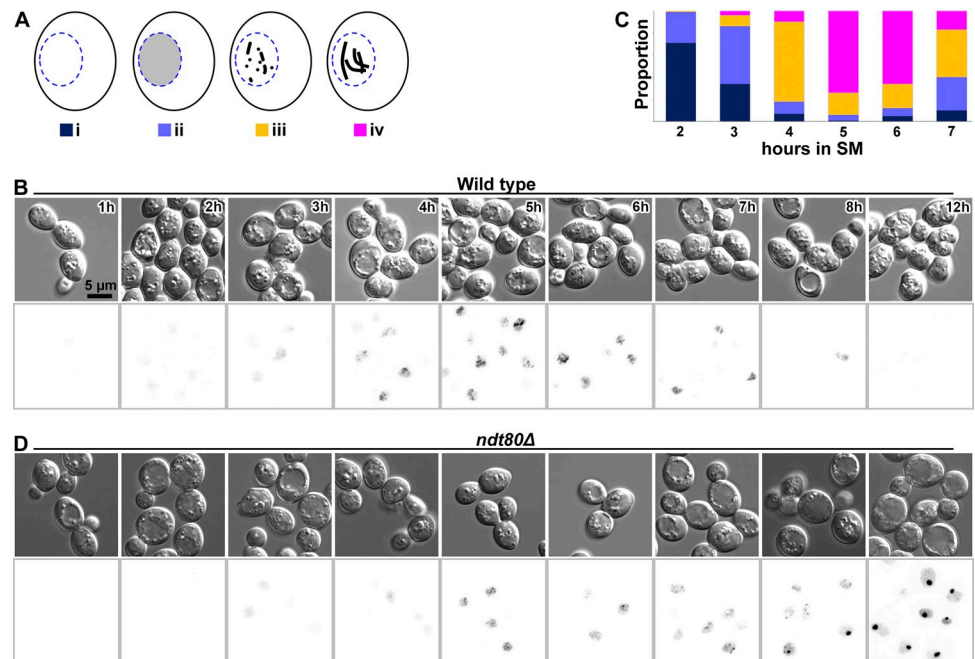 A
i ii iii iv
C
Proportion
2 3 4 5 6 7
hours in SM
B
Wild type
1h 2h 3h 4h 5h 6h 7h 8h 12h
5 µm
D
ndt80Δ